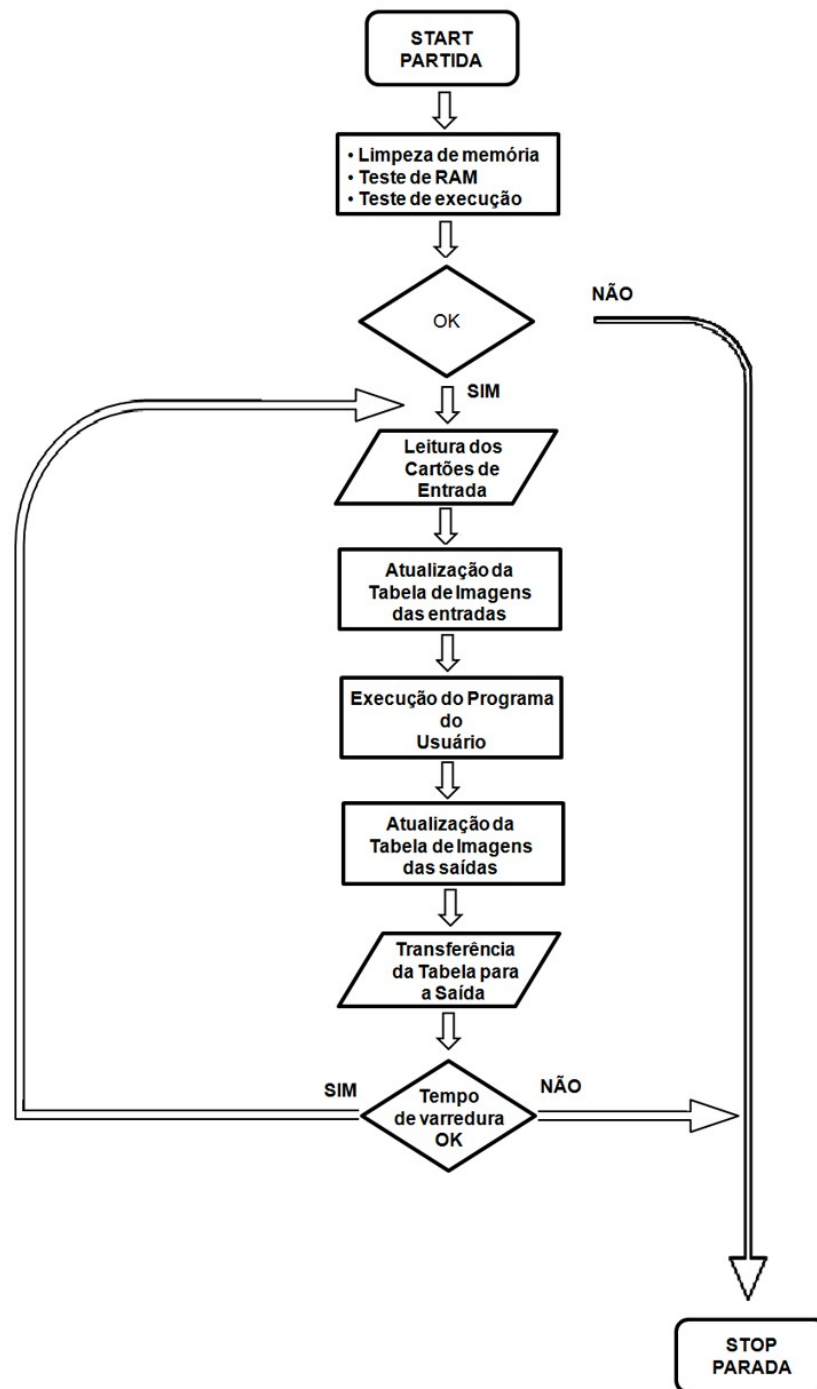 START
PARTIDA
• Limpeza de memória
• Teste de RAM
• Teste de execução
OK
NÃO
SIM
Leitura dos
Cartões de
Entrada
Atualização da
Tabela de Imagens
das entradas
Execução do Programa
do
Usuário
Atualização da
Tabela de Imagens
das saídas
Transferência
da Tabela para
a Saída
SIM
NÃO
Tempo
de varredura
OK
STOP
PARADA